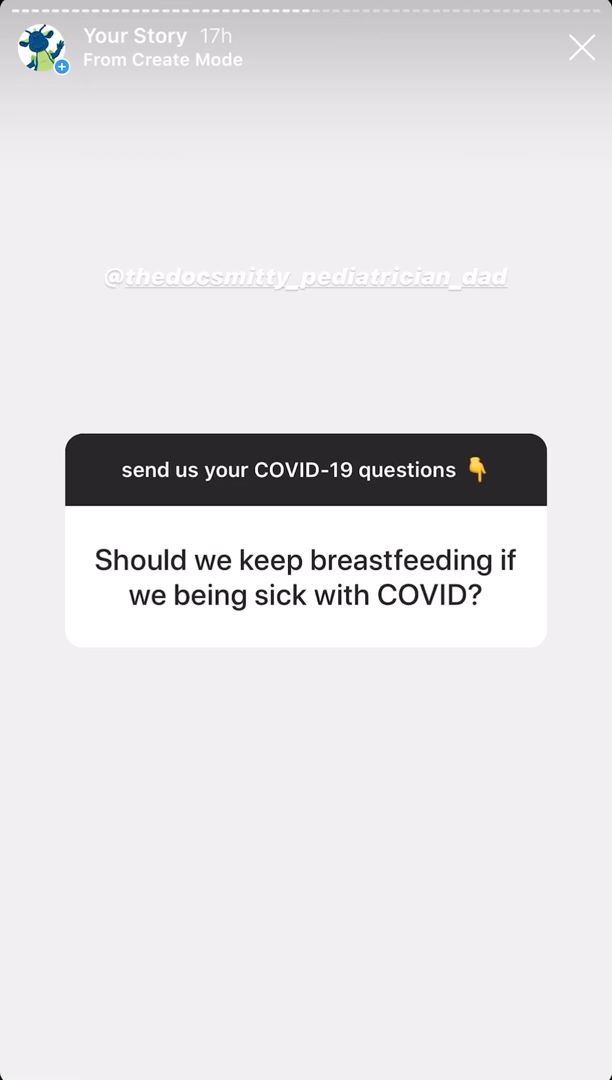 Your Story 17h
From Create Mode
@thedocsmitty_pediatrician_dad
send us your COVID-19 questions 👇
Should we keep breastfeeding if
we being sick with COVID?